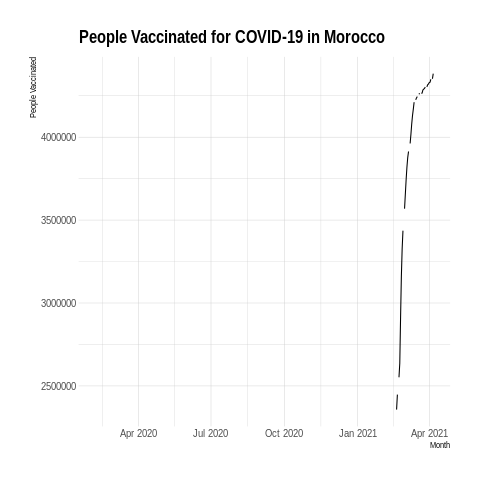 People Vaccinated for COVID-19 in Morocco
People Vaccinated
4000000
3500000
3000000
2500000
Apr 2020 Jul 2020 Oct 2020 Jan 2021 Apr 2021
Month